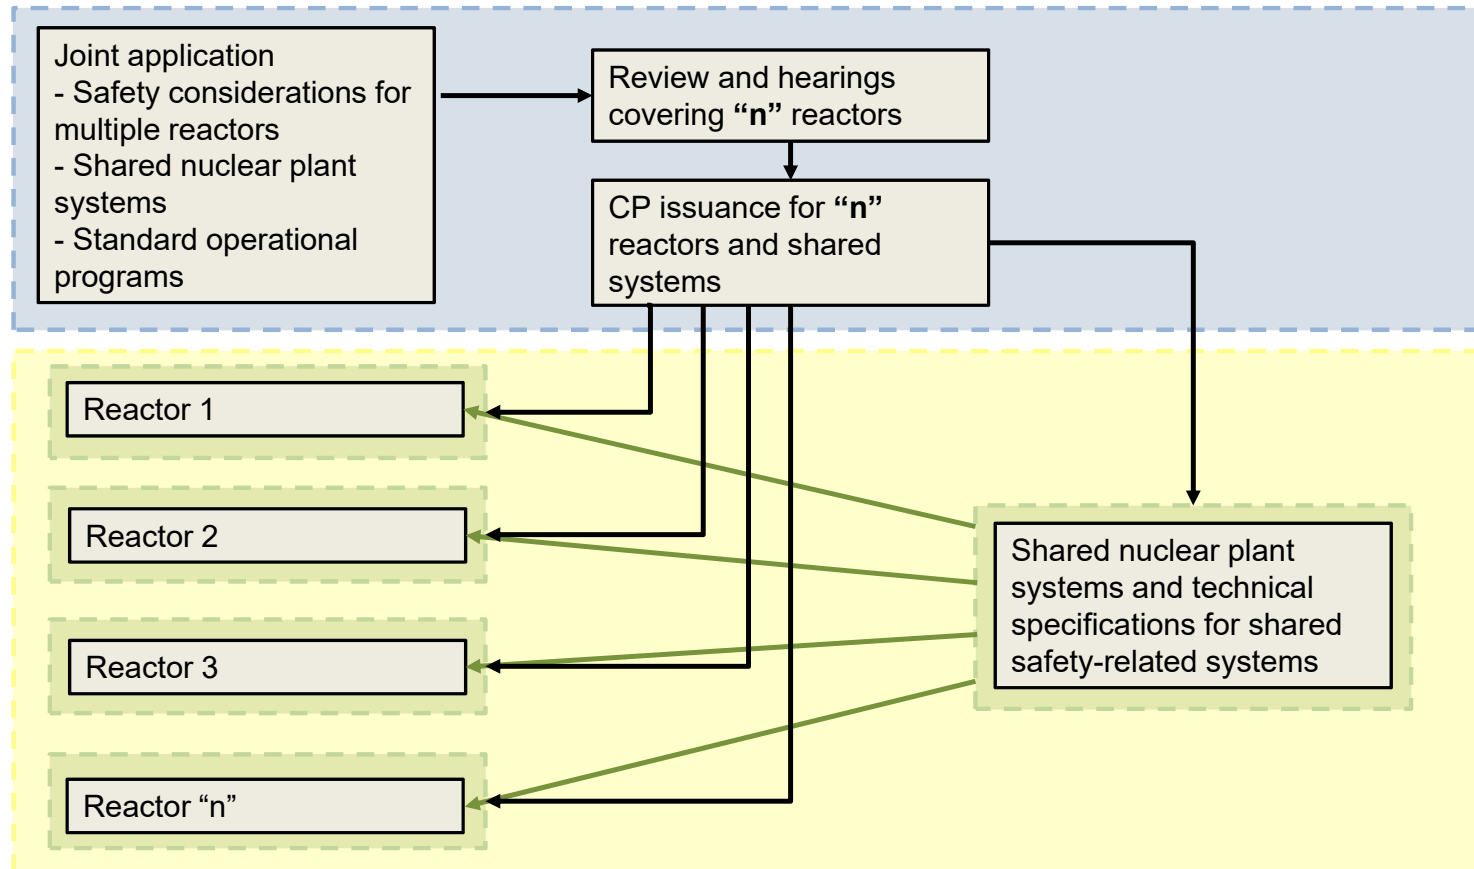 Joint application
- Safety considerations for
multiple reactors
- Shared nuclear plant
systems
- Standard operational
programs
Review and hearings
covering “n” reactors
CP issuance for “n”
reactors and shared
systems
Reactor 1
Reactor 2
Reactor 3
Reactor “n”
Shared nuclear plant
systems and technical
specifications for shared
safety-related systems